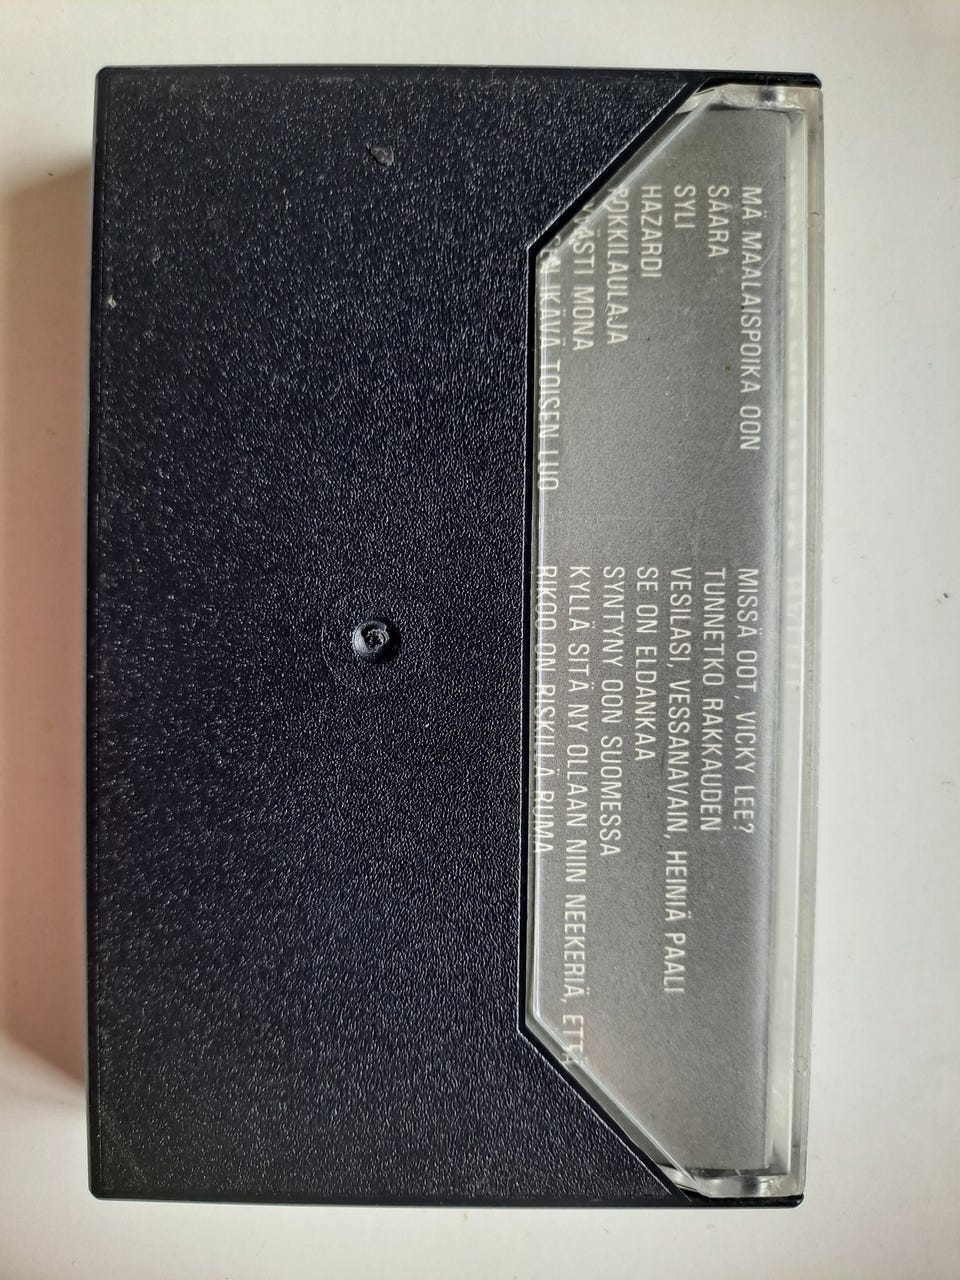 MÄ MAALAISPOIKA OON
SAARA
SYLI
HAZARDI
ROKKILAULAJA
MONA
IKÄVÄ TOISEN LUO
MISSÄ OOT, VICKY LEE?
TUNNETKO RAKKAUDEN
VESILASI, VESSANAVAIN, HEINIÄ PAALI
SE ON ELDANKAA
SYNTYNY OON SUOMESSA
KYLLÄ SITÄ NY OLLAAN NIIN NEEKERIÄ, ETTÄ
RIKOO ON RISKILLÄ RUMA